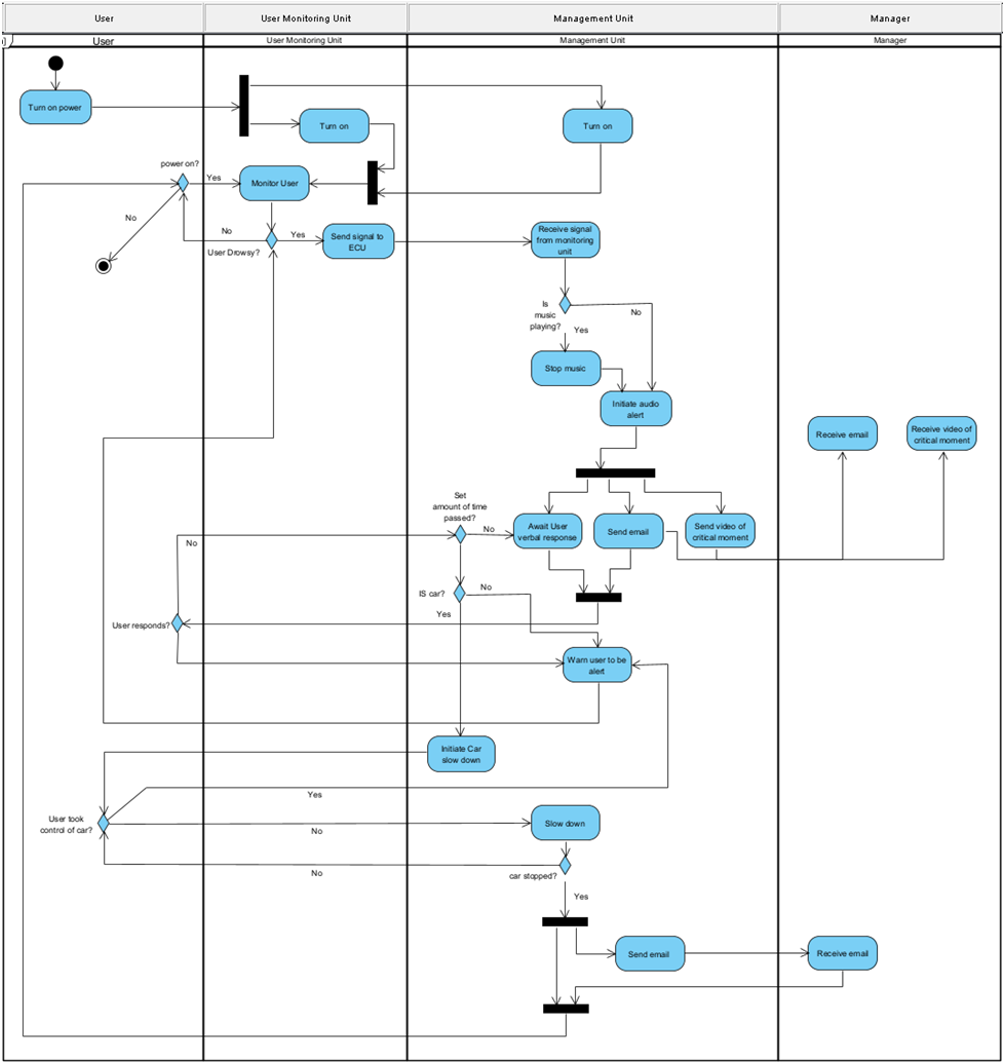 User
User Monitoring Unit
Management Unit
Manager
User
User Monitoring Unit
Management Unit
Manager
Turn on power
Turn on
Turn on
power on?
Yes
Monitor User
No
No
Yes
User Drowsy?
Send signal to
ECU
Receive signal
from monitoring
unit
Is
music
playing?
No
Yes
Stop music
Initiate audio
alert
Receive email
Receive video of
critical moment
Set
amount of time
passed?
No
Await User
verbal response
Send email
Send video of
critical moment
No
IS car?
No
Yes
User responds?
Warn user to be
alert
Initiate Car
slow down
Yes
User took
control of car?
No
Slow down
No
car stopped?
Yes
Send email
Receive email